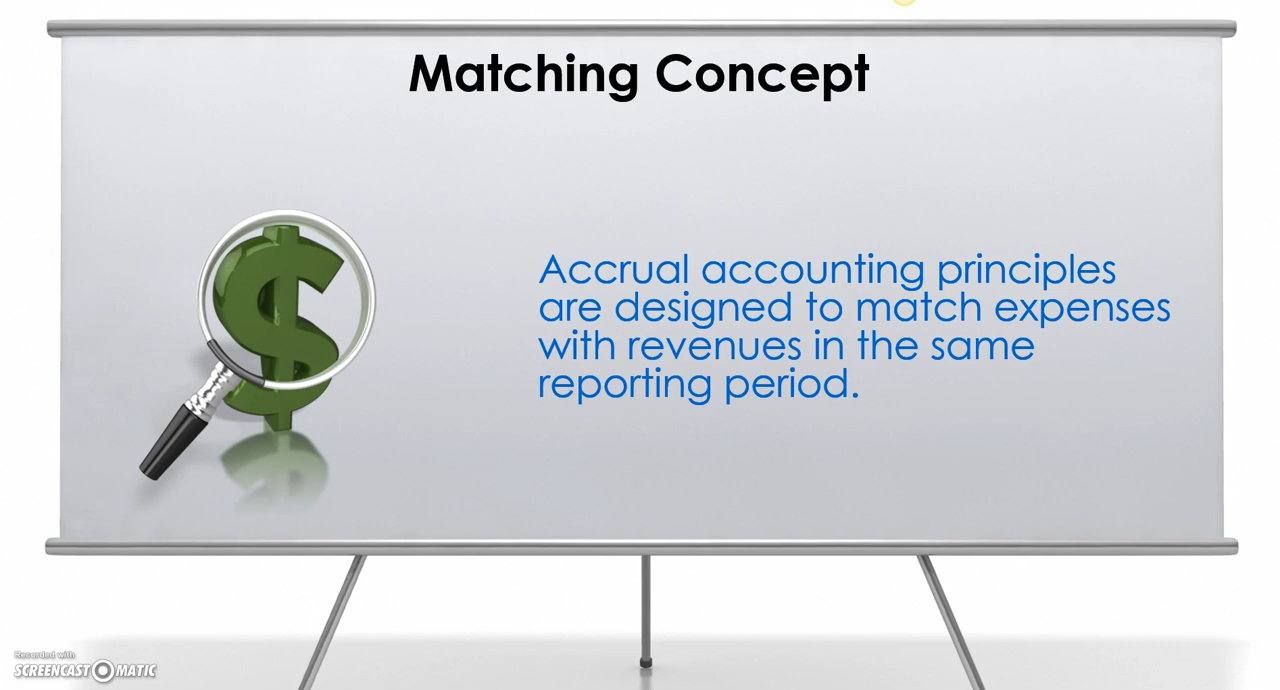 Matching Concept
Accrual accounting principles
are designed to match expenses
with revenues in the same
reporting period.
Recorded with
SCREENCAST MATIC